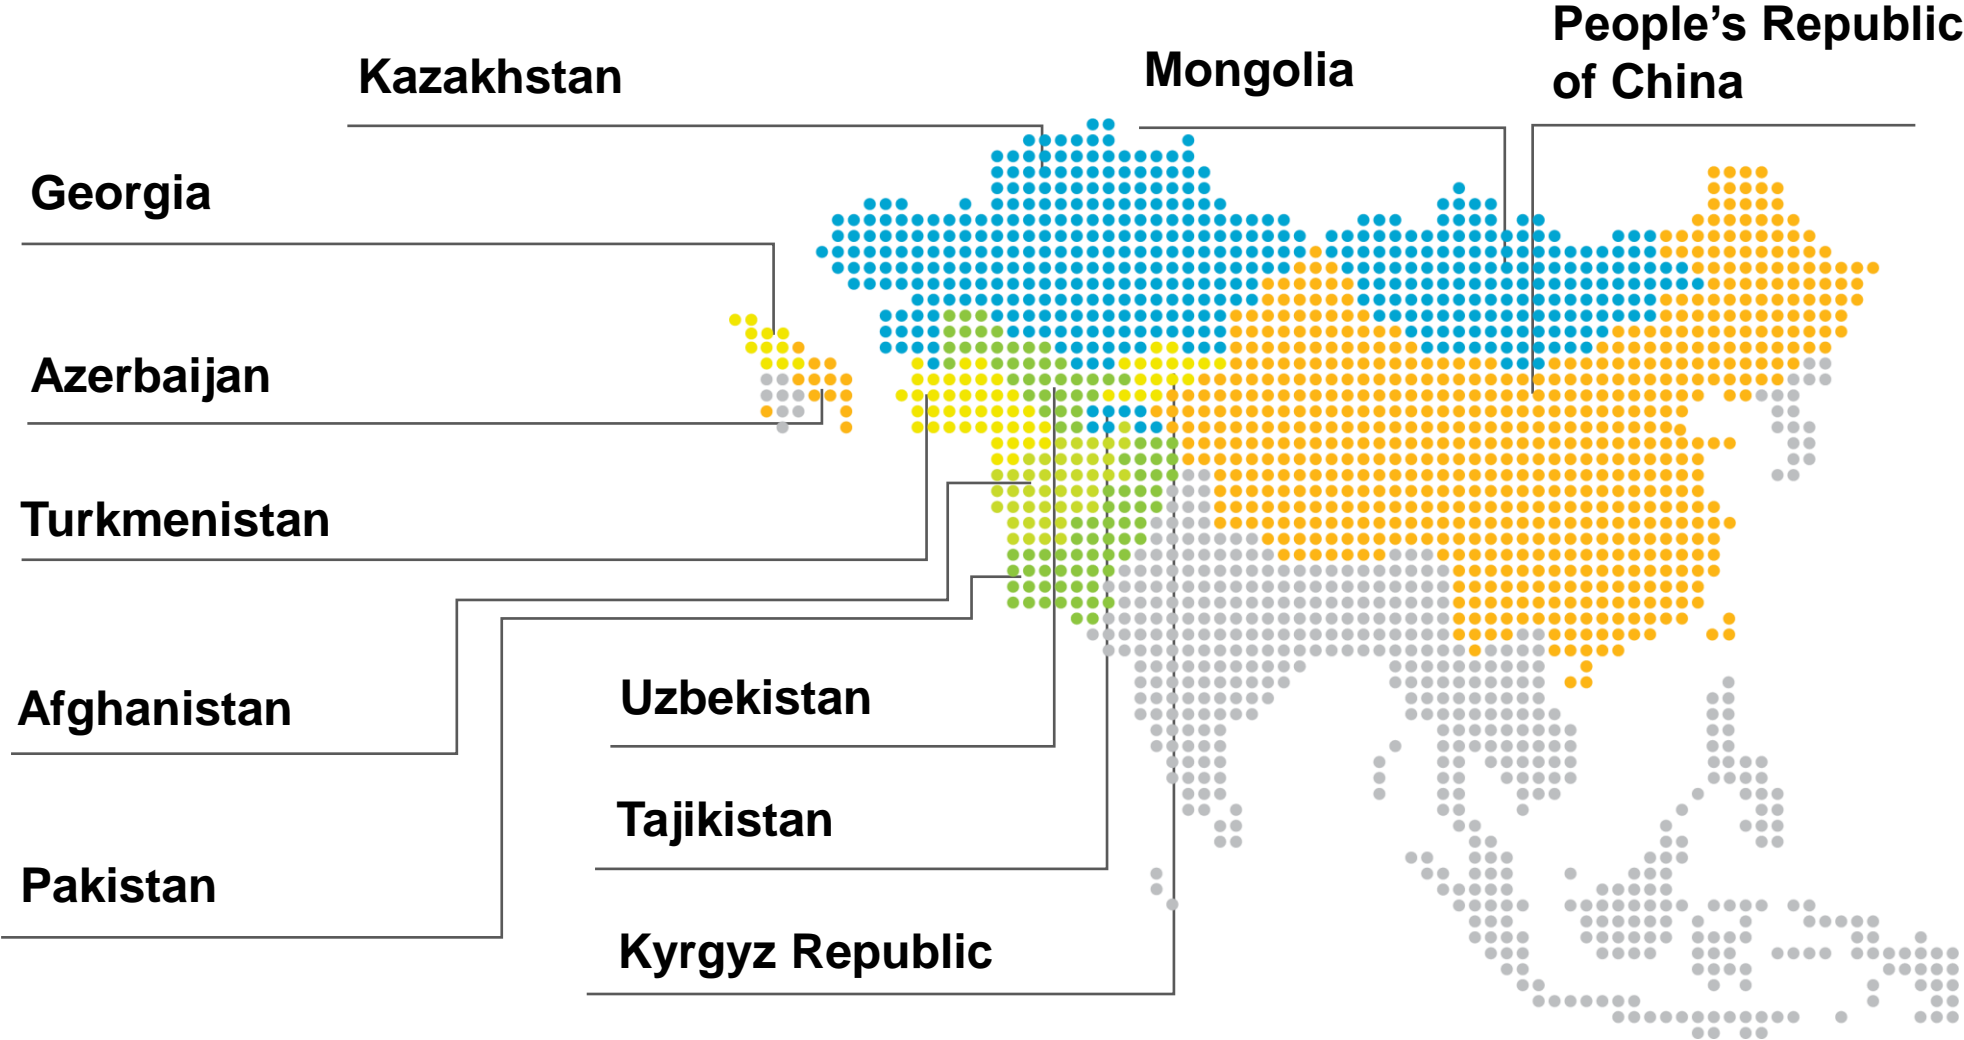 People’s Republic
of China
Kazakhstan
Mongolia
Georgia
Azerbaijan
Turkmenistan
Afghanistan
Uzbekistan
Tajikistan
Pakistan
Kyrgyz Republic